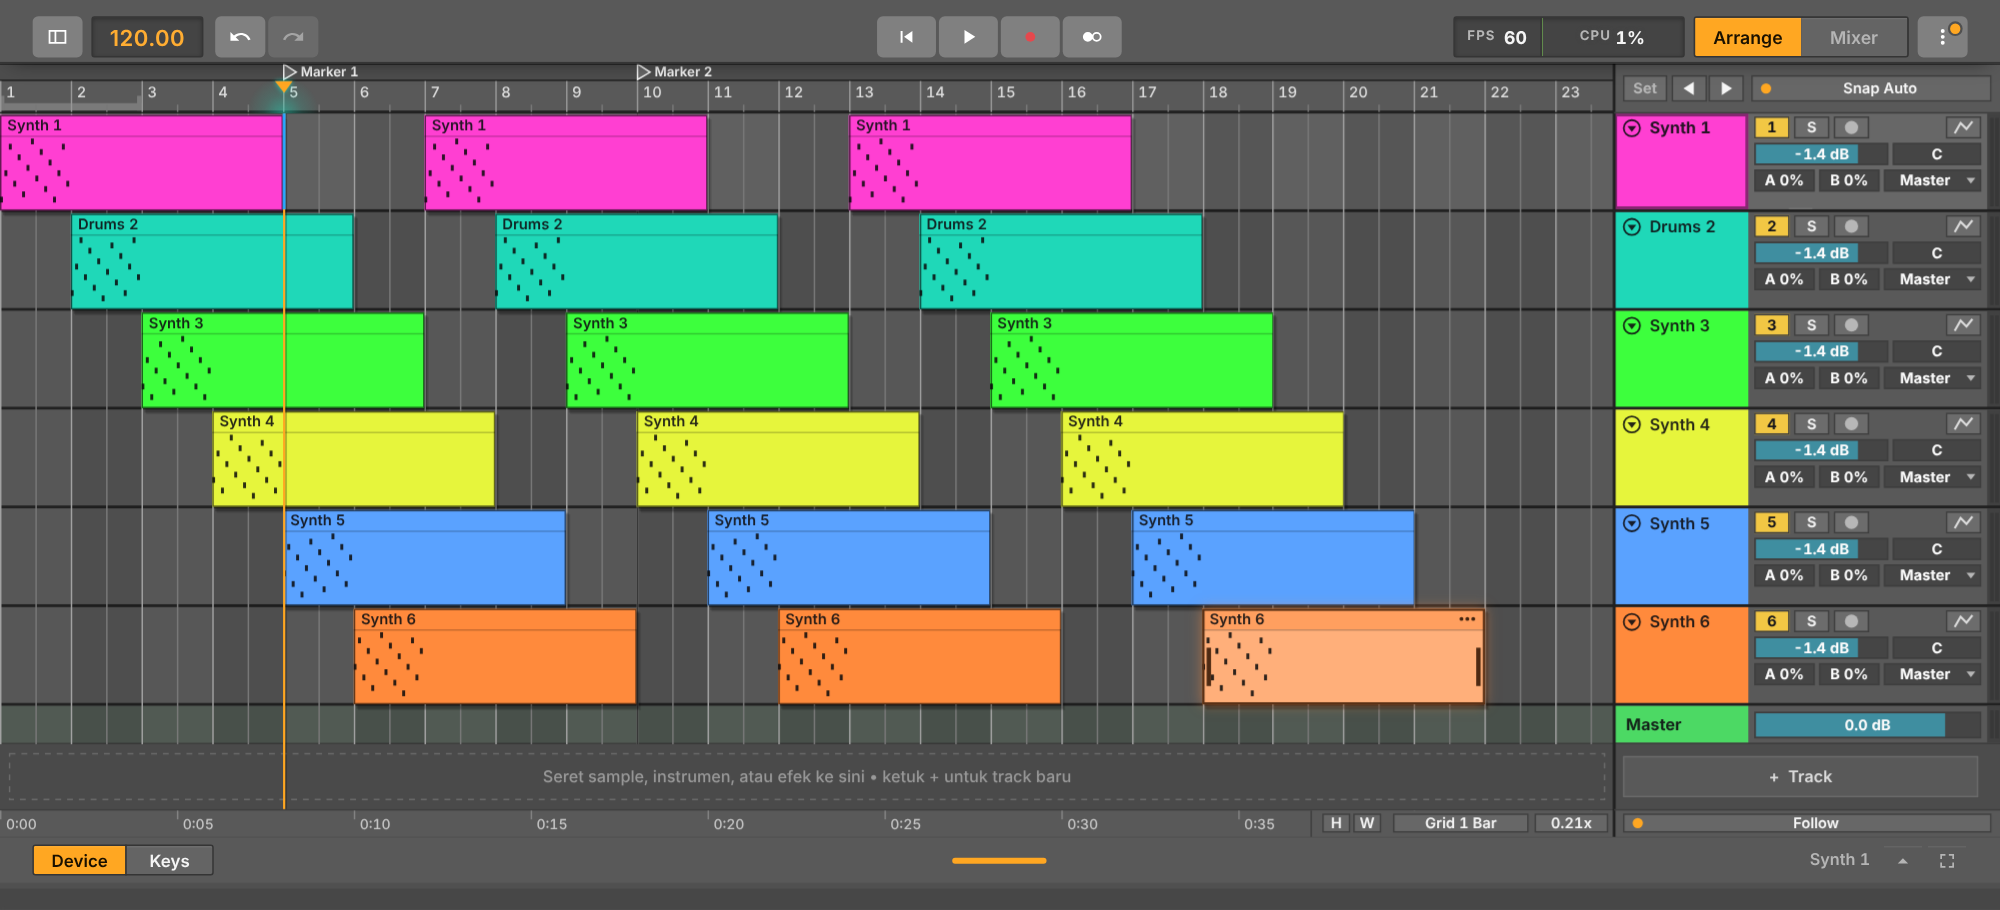 120.00
FPS 60 CPU 1% Arrange Mixer
Marker 1 Marker 2
1 2 3 4 5 6 7 8 9 10 11 12 13 14 15 16 17 18 19 20 21 22 23
Set Snap Auto
Synth 1 Synth 1 Synth 1
Synth 1 1 S
-1.4 dB C
A 0% B 0% Master
Drums 2 Drums 2 Drums 2
Drums 2 2 S
-1.4 dB C
A 0% B 0% Master
Synth 3 Synth 3 Synth 3
Synth 3 3 S
-1.4 dB C
A 0% B 0% Master
Synth 4 Synth 4 Synth 4
Synth 4 4 S
-1.4 dB C
A 0% B 0% Master
Synth 5 Synth 5 Synth 5
Synth 5 5 S
-1.4 dB C
A 0% B 0% Master
Synth 6 Synth 6 Synth 6
Synth 6 6 S
-1.4 dB C
A 0% B 0% Master
Master 0.0 dB
Seret sample, instrumen, atau efek ke sini • ketuk + untuk track baru
+ Track
0:00 0:05 0:10 0:15 0:20 0:25 0:30 0:35
H W Grid 1 Bar 0.21x
Follow
Device Keys
Synth 1